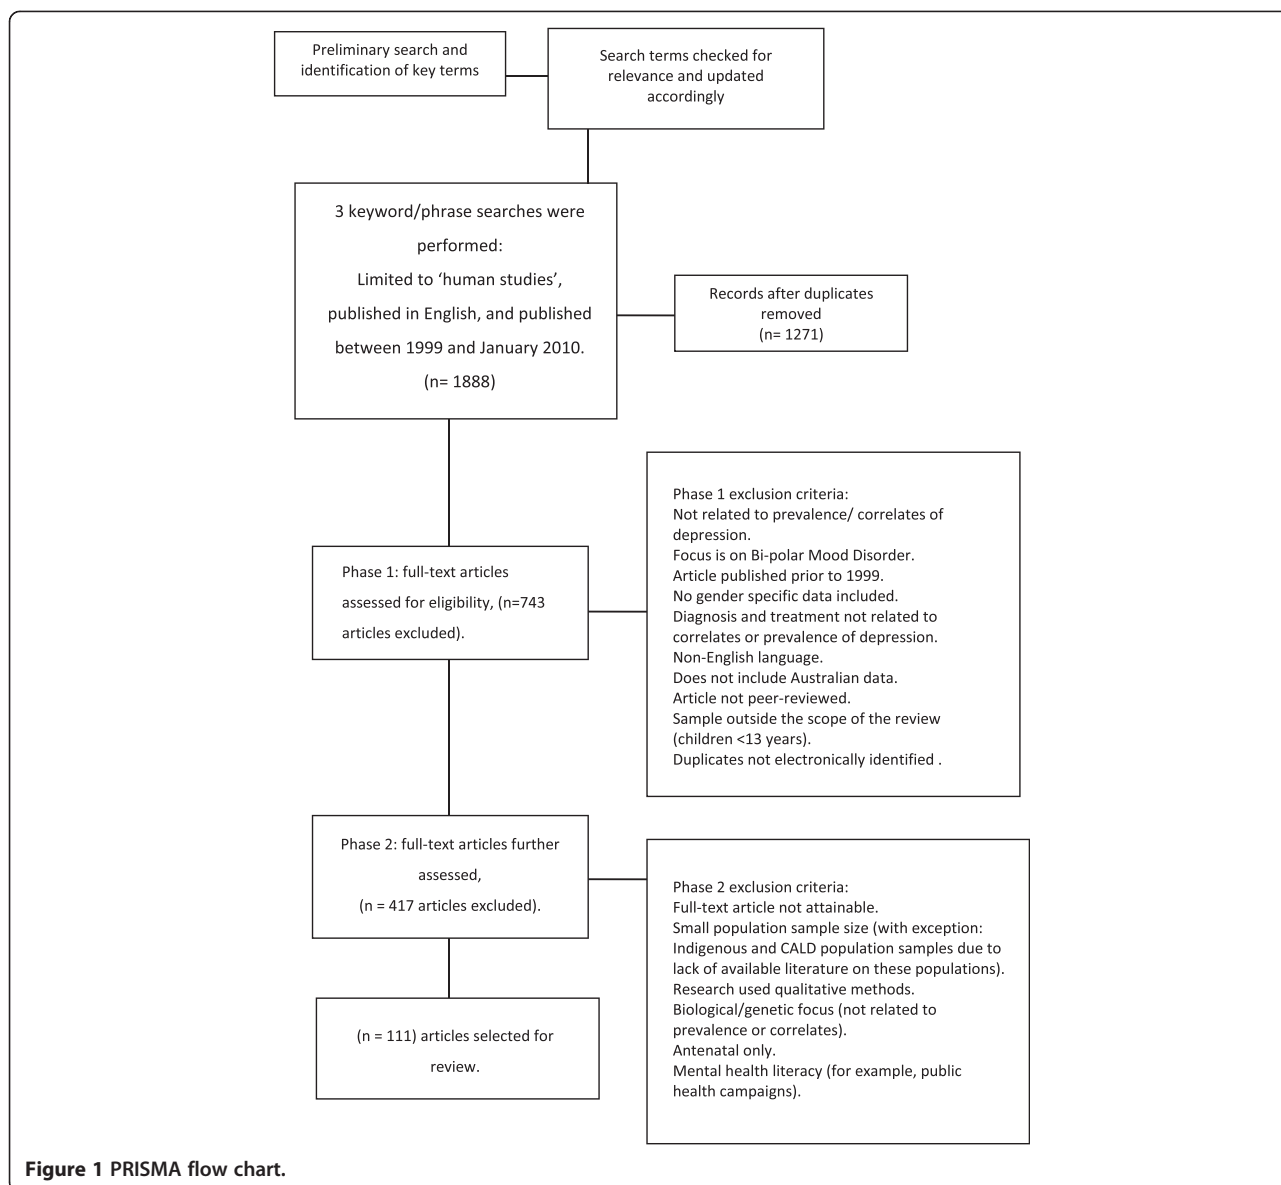 Preliminary search and
identification of key terms
Search terms checked for
relevance and updated
accordingly
3 keyword/phrase searches were
performed:
Limited to ‘human studies’,
published in English, and published
between 1999 and January 2010.
(n= 1888)
Records after duplicates
removed
(n= 1271)
Phase 1 exclusion criteria:
Not related to prevalence/ correlates of
depression.
Focus is on Bi-polar Mood Disorder.
Article published prior to 1999.
No gender specific data included.
Diagnosis and treatment not related to
correlates or prevalence of depression.
Non-English language.
Does not include Australian data.
Article not peer-reviewed.
Sample outside the scope of the review
(children <13 years).
Duplicates not electronically identified .
Phase 1: full-text articles
assessed for eligibility, (n=743
articles excluded).
Phase 2: full-text articles further
assessed,
(n = 417 articles excluded).
Phase 2 exclusion criteria:
Full-text article not attainable.
Small population sample size (with exception:
Indigenous and CALD population samples due to
lack of available literature on these populations).
Research used qualitative methods.
Biological/genetic focus (not related to
prevalence or correlates).
Antenatal only.
Mental health literacy (for example, public
health campaigns).
(n = 111) articles selected for
review.
Figure 1 PRISMA flow chart.